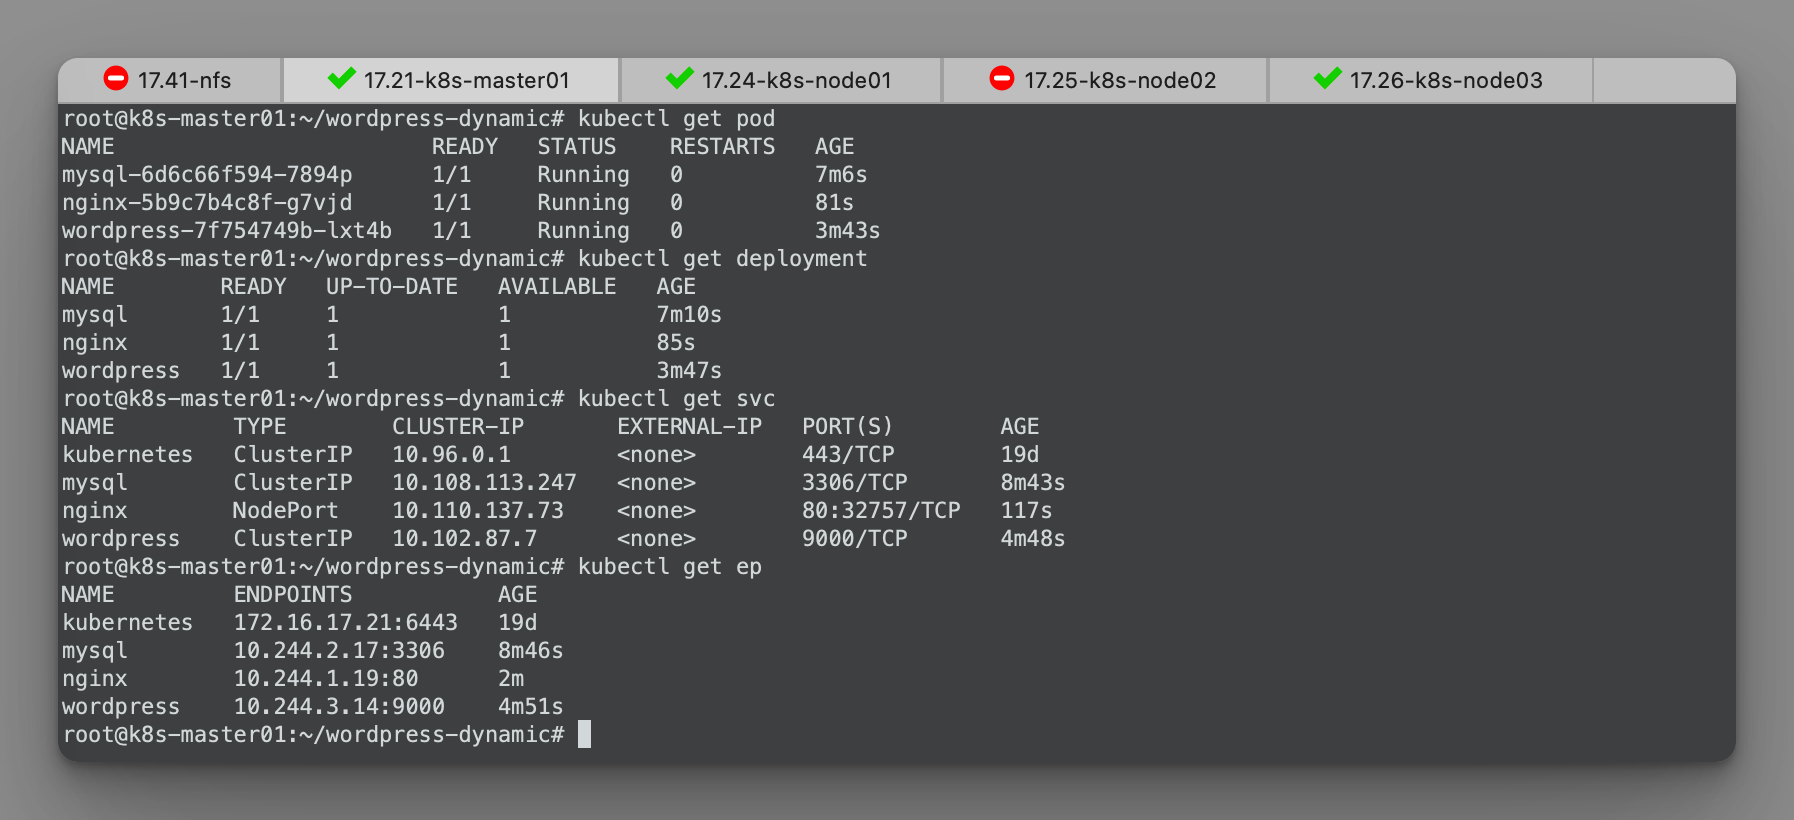 17.41-nfs 17.21-k8s-master01 17.24-k8s-node01 17.25-k8s-node02 17.26-k8s-node03
root@k8s-master01:~/wordpress-dynamic# kubectl get pod
NAME READY STATUS RESTARTS AGE
mysql-6d6c66f594-7894p 1/1 Running 0 7m6s
nginx-5b9c7b4c8f-g7vjd 1/1 Running 0 81s
wordpress-7f754749b-lxt4b 1/1 Running 0 3m43s
root@k8s-master01:~/wordpress-dynamic# kubectl get deployment
NAME READY UP-TO-DATE AVAILABLE AGE
mysql 1/1 1 1 7m10s
nginx 1/1 1 1 85s
wordpress 1/1 1 1 3m47s
root@k8s-master01:~/wordpress-dynamic# kubectl get svc
NAME TYPE CLUSTER-IP EXTERNAL-IP PORT(S) AGE
kubernetes ClusterIP 10.96.0.1 <none> 443/TCP 19d
mysql ClusterIP 10.108.113.247 <none> 3306/TCP 8m43s
nginx NodePort 10.110.137.73 <none> 80:32757/TCP 117s
wordpress ClusterIP 10.102.87.7 <none> 9000/TCP 4m48s
root@k8s-master01:~/wordpress-dynamic# kubectl get ep
NAME ENDPOINTS AGE
kubernetes 172.16.17.21:6443 19d
mysql 10.244.2.17:3306 8m46s
nginx 10.244.1.19:80 2m
wordpress 10.244.3.14:9000 4m51s
root@k8s-master01:~/wordpress-dynamic#